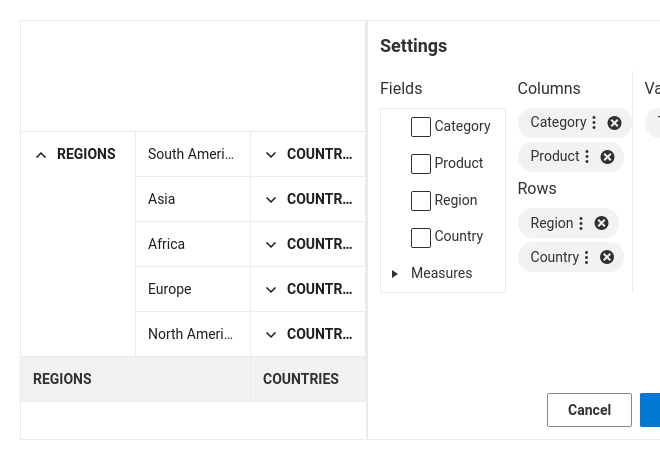 REGIONS
South Ameri...
COUNTR...
Asia
COUNTR...
Africa
COUNTR...
Europe
COUNTR...
North Ameri...
COUNTR...
REGIONS
COUNTRIES
Settings
Fields
Category
Product
Region
Country
Measures
Columns
Category
Product
Rows
Region
Country
Va
Cancel